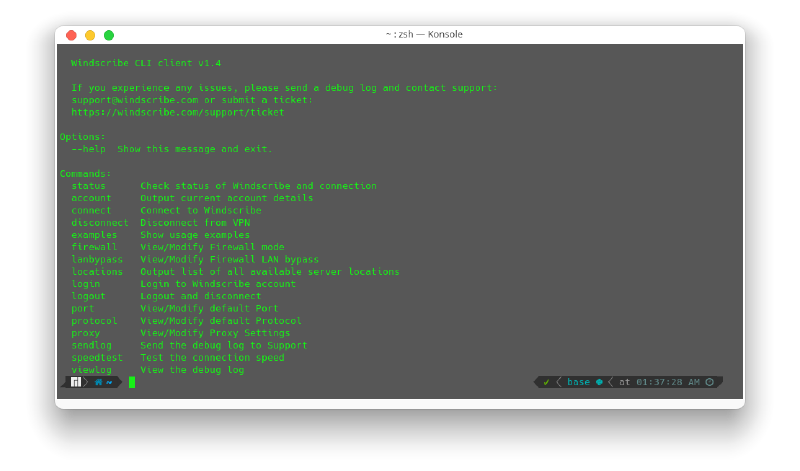 ~ : zsh — Konsole
Windscribe CLI client v1.4
If you experience any issues, please send a debug log and contact support:
support@windscribe.com or submit a ticket:
https://windscribe.com/support/ticket
Options:
--help  Show this message and exit.
Commands:
status      Check status of Windscribe and connection
account     Output current account details
connect     Connect to Windscribe
disconnect  Disconnect from VPN
examples    Show usage examples
firewall    View/Modify Firewall mode
lanbypass   View/Modify Firewall LAN bypass
locations   Output list of all available server locations
login       Login to Windscribe account
logout      Logout and disconnect
port        View/Modify default Port
protocol    View/Modify default Protocol
proxy       View/Modify Proxy Settings
sendlog     Send the debug log to Support
speedtest   Test the connection speed
viewlog     View the debug log
~ ✓ base at 01:37:28 AM